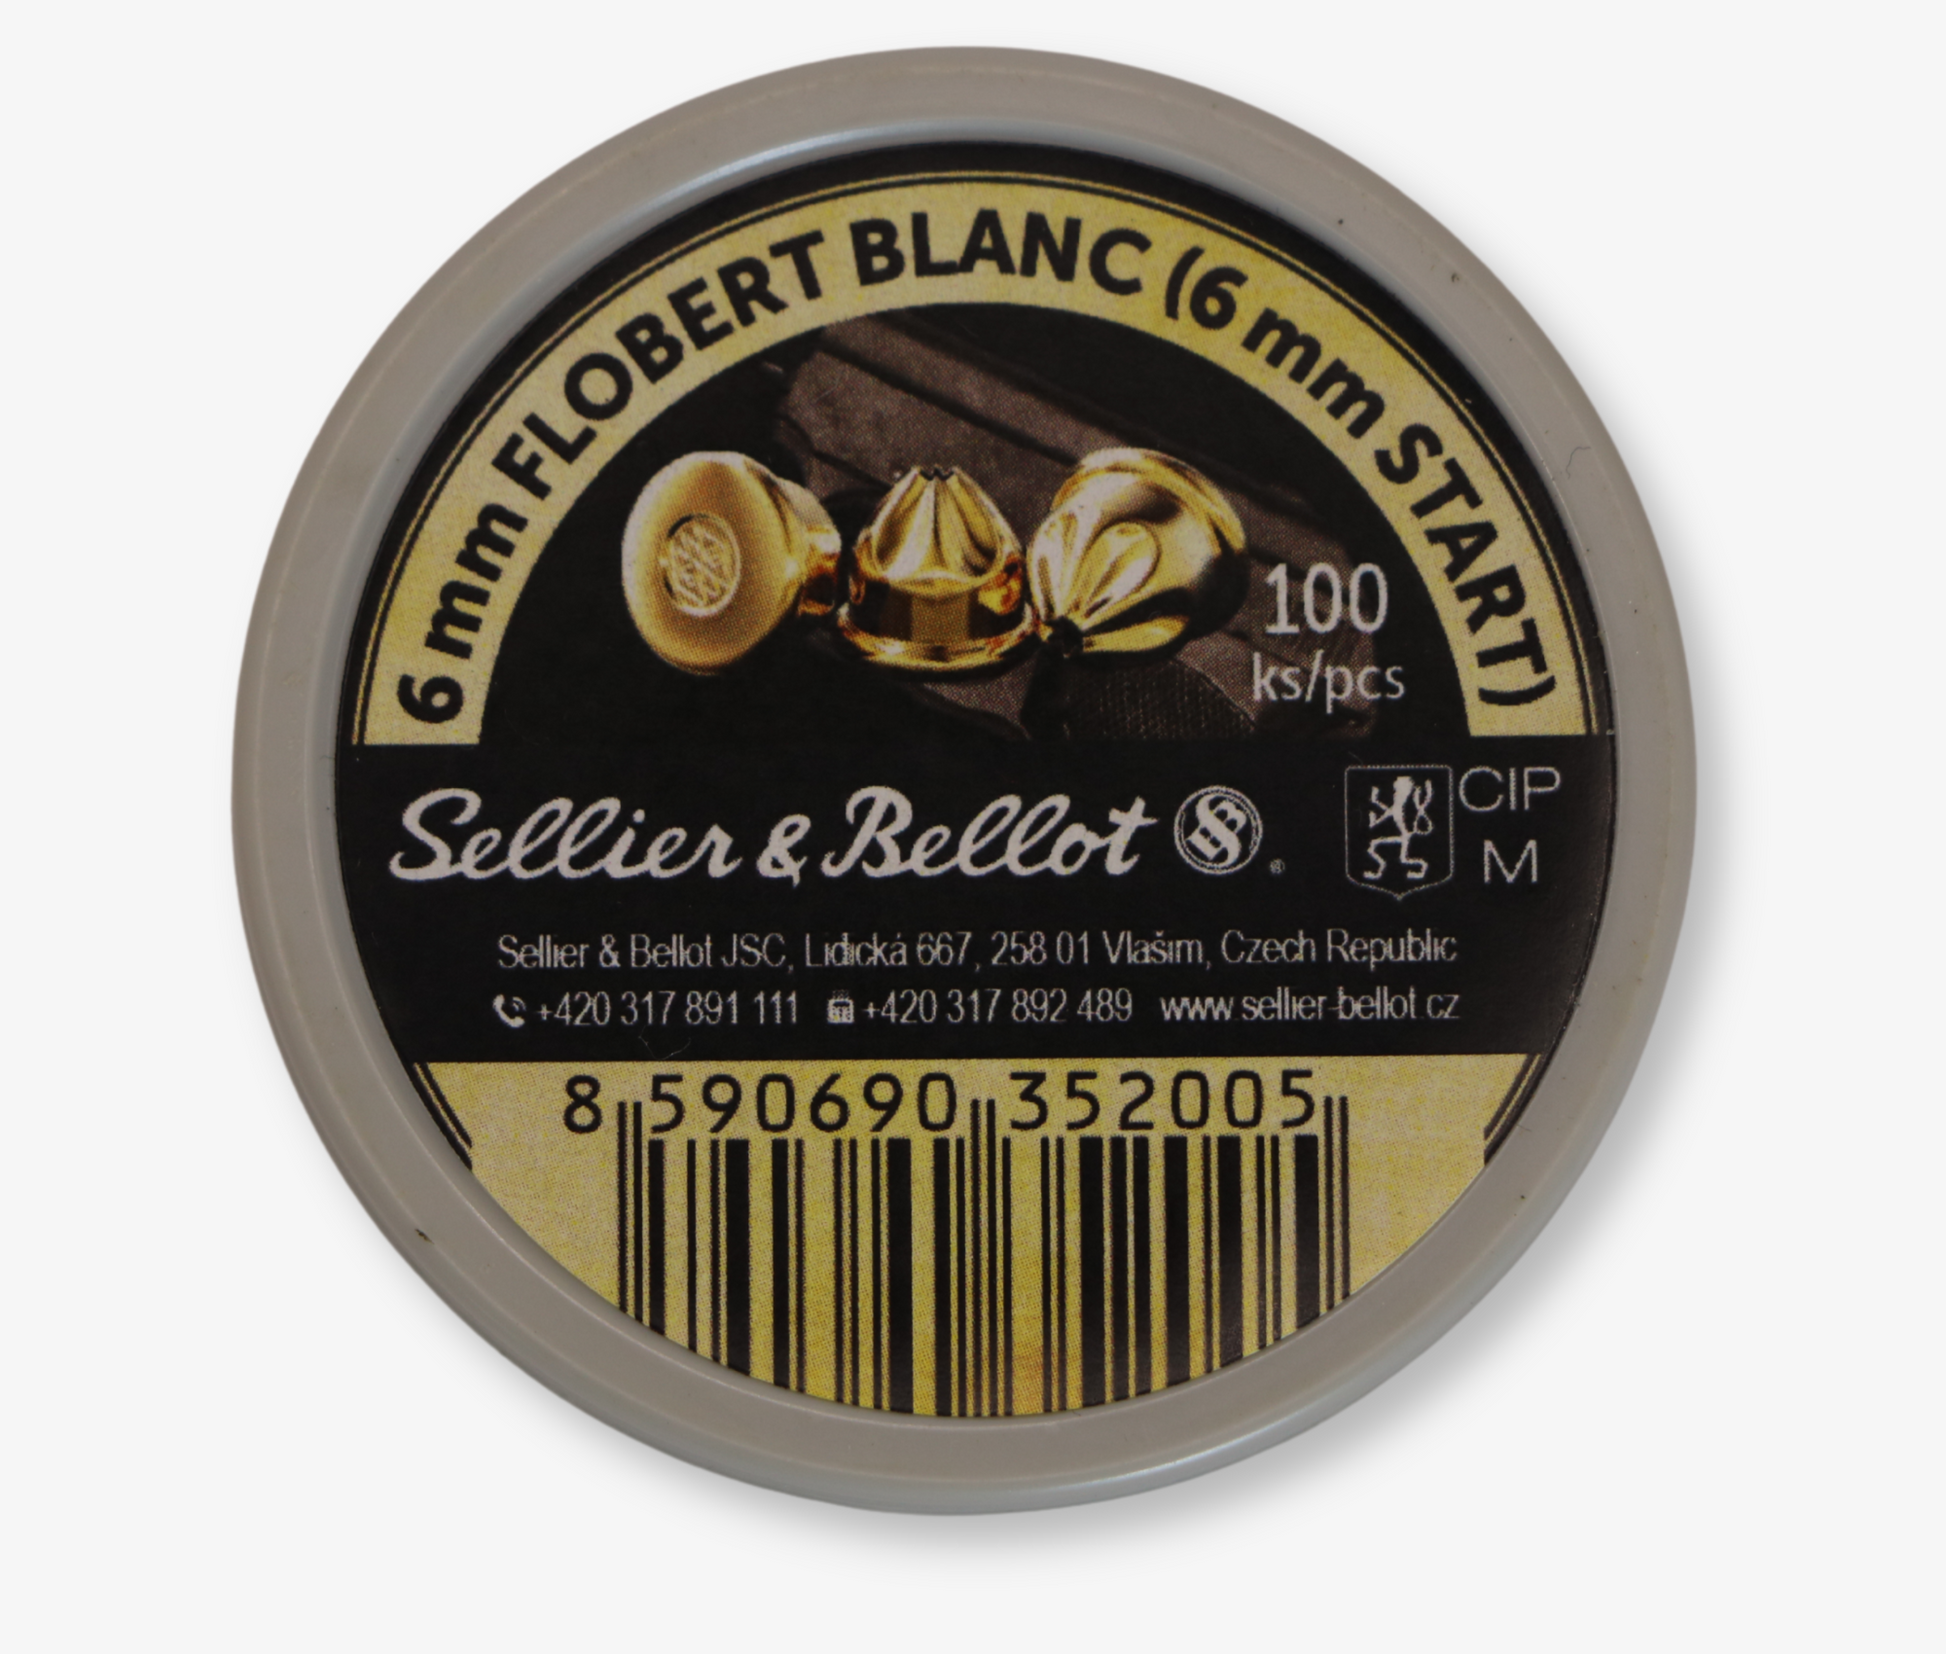 6 mm FLOBERT BLANC (6 mm START)
100
ks/pcs
Sellier & Bellot
®
CIP
M
Sellier & Bellot JSC, Lidická 667, 258 01 Vlašim, Czech Republic
+420 317 891 111 +420 317 892 489 www.sellier-bellot.cz
8 590690 352005